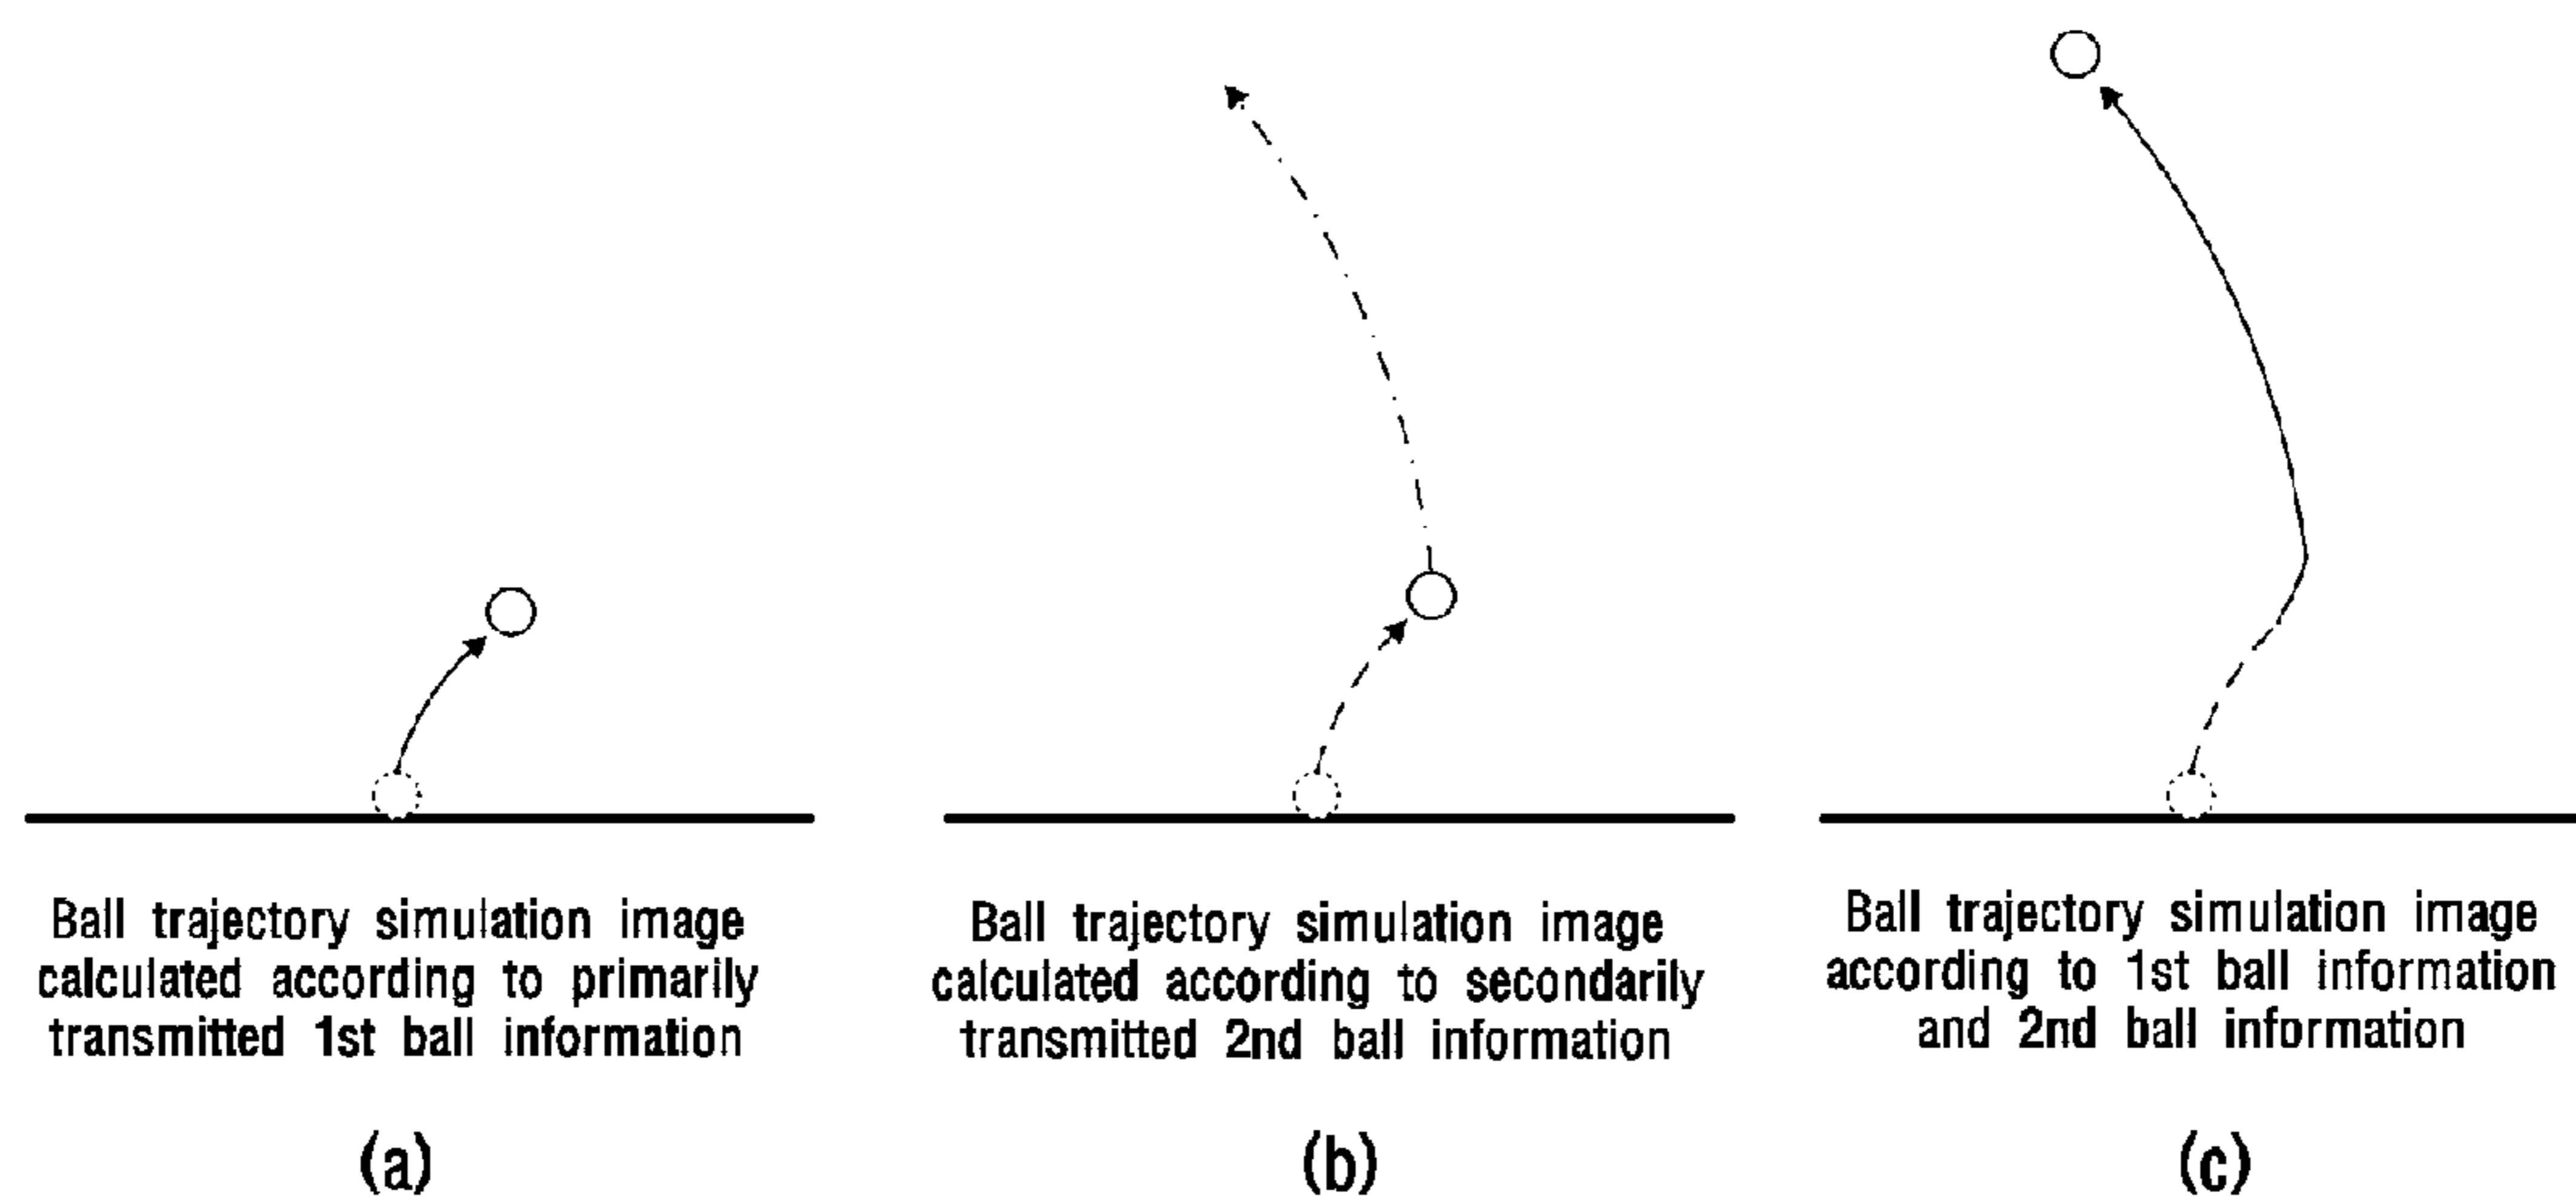 Ball trajectory simulation image
calculated according to primarily
transmitted 1st ball information
(a)
Ball trajectory simulation image
calculated according to secondarily
transmitted 2nd ball information
(b)
Ball trajectory simulation image
according to 1st ball information
and 2nd ball information
(c)